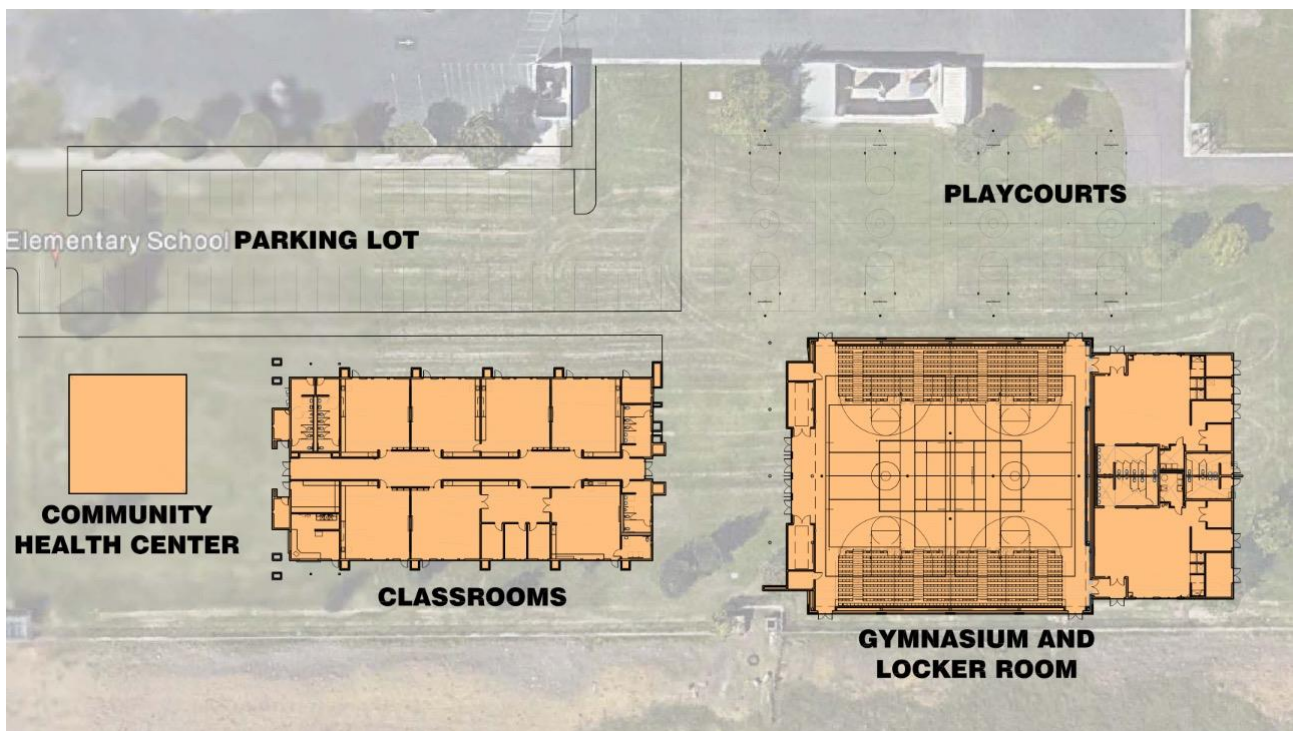 PLAYCOURTS
Elementary School PARKING LOT
COMMUNITY
HEALTH CENTER
CLASSROOMS
GYMNASIUM AND
LOCKER ROOM